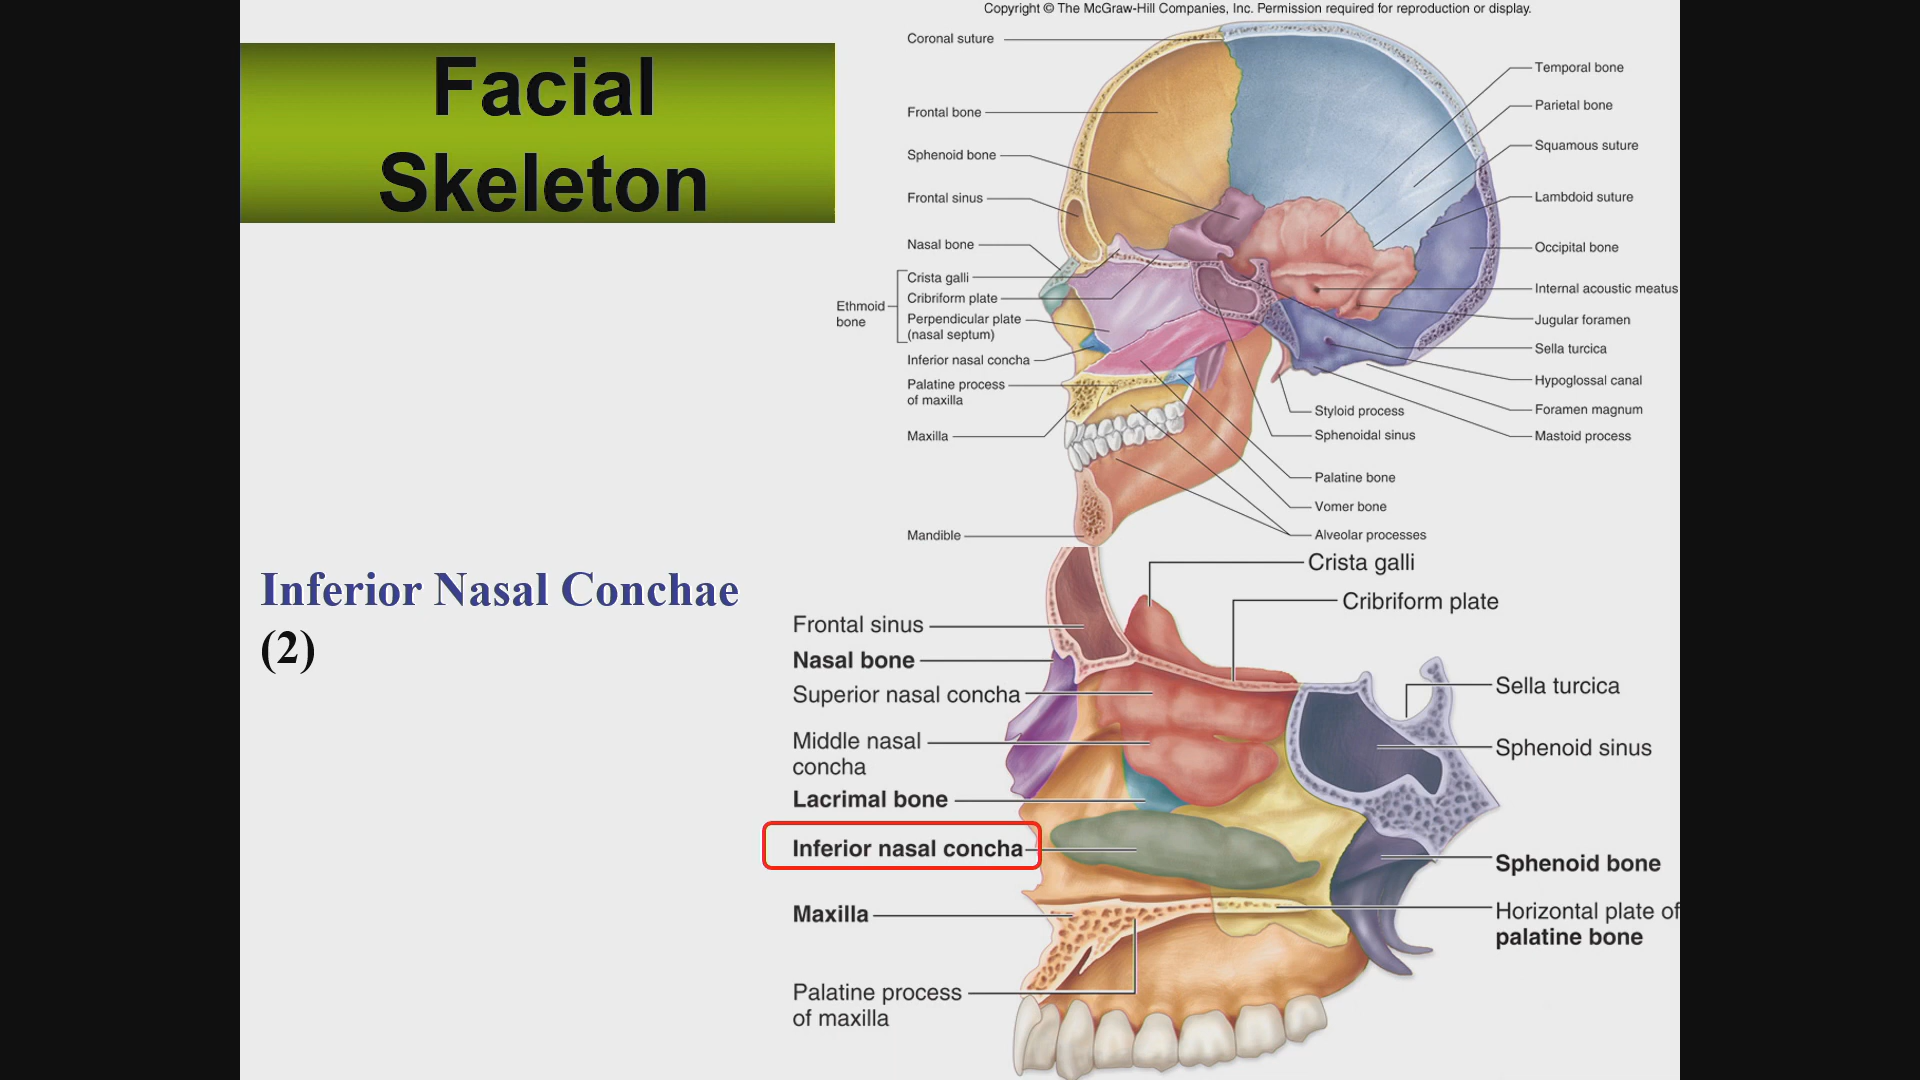 Copyright © The McGraw-Hill Companies, Inc. Permission required for reproduction or display.
Facial
Skeleton
Inferior Nasal Conchae
(2)
Coronal suture
Frontal bone
Sphenoid bone
Frontal sinus
Nasal bone
Ethmoid
bone
Crista galli
Cribriform plate
Perpendicular plate
(nasal septum)
Inferior nasal concha
Palatine process
of maxilla
Maxilla
Mandible
Temporal bone
Parietal bone
Squamous suture
Lambdoid suture
Occipital bone
Internal acoustic meatus
Jugular foramen
Sella turcica
Hypoglossal canal
Foramen magnum
Mastoid process
Styloid process
Sphenoidal sinus
Palatine bone
Vomer bone
Alveolar processes
Crista galli
Cribriform plate
Frontal sinus
Nasal bone
Superior nasal concha
Middle nasal
concha
Lacrimal bone
Inferior nasal concha
Maxilla
Palatine process
of maxilla
Sella turcica
Sphenoid sinus
Sphenoid bone
Horizontal plate of
palatine bone